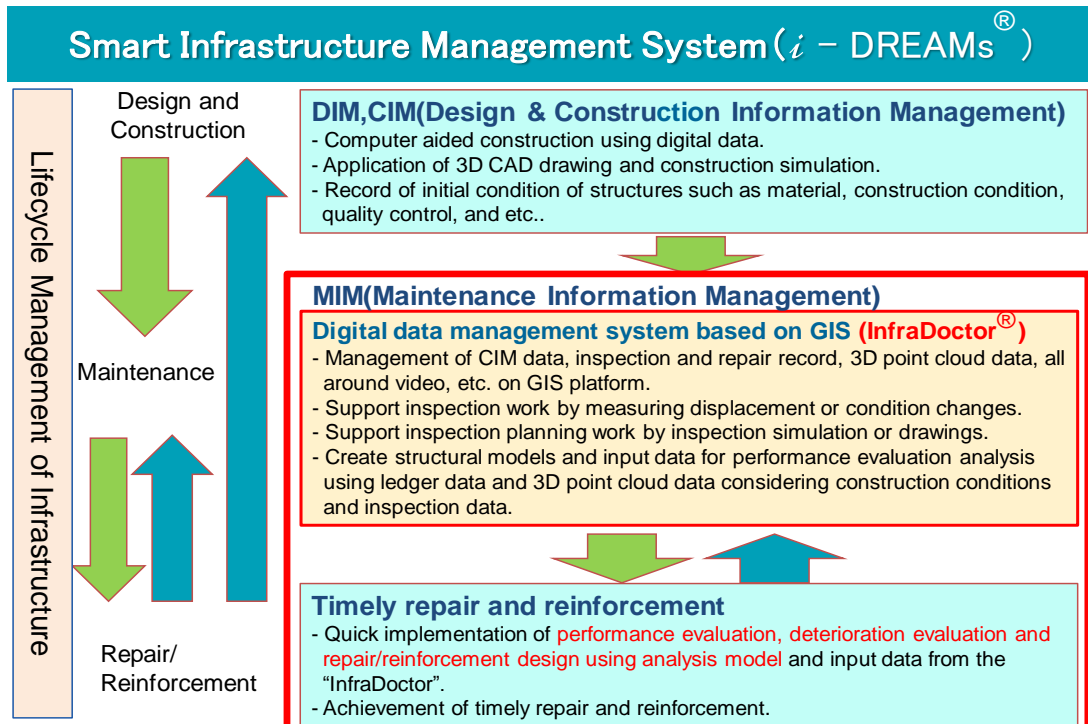 Smart Infrastructure Management System(i – DREAMs®)
Lifecycle Management of Infrastructure
Design and
Construction
Maintenance
Repair/
Reinforcement
DIM,CIM(Design & Construction Information Management)
- Computer aided construction using digital data.
- Application of 3D CAD drawing and construction simulation.
- Record of initial condition of structures such as material, construction condition,
quality control, and etc..
MIM(Maintenance Information Management)
Digital data management system based on GIS (InfraDoctor®)
- Management of CIM data, inspection and repair record, 3D point cloud data, all
around video, etc. on GIS platform.
- Support inspection work by measuring displacement or condition changes.
- Support inspection planning work by inspection simulation or drawings.
- Create structural models and input data for performance evaluation analysis
using ledger data and 3D point cloud data considering construction conditions
and inspection data.
Timely repair and reinforcement
- Quick implementation of performance evaluation, deterioration evaluation and
repair/reinforcement design using analysis model and input data from the
“InfraDoctor”.
- Achievement of timely repair and reinforcement.